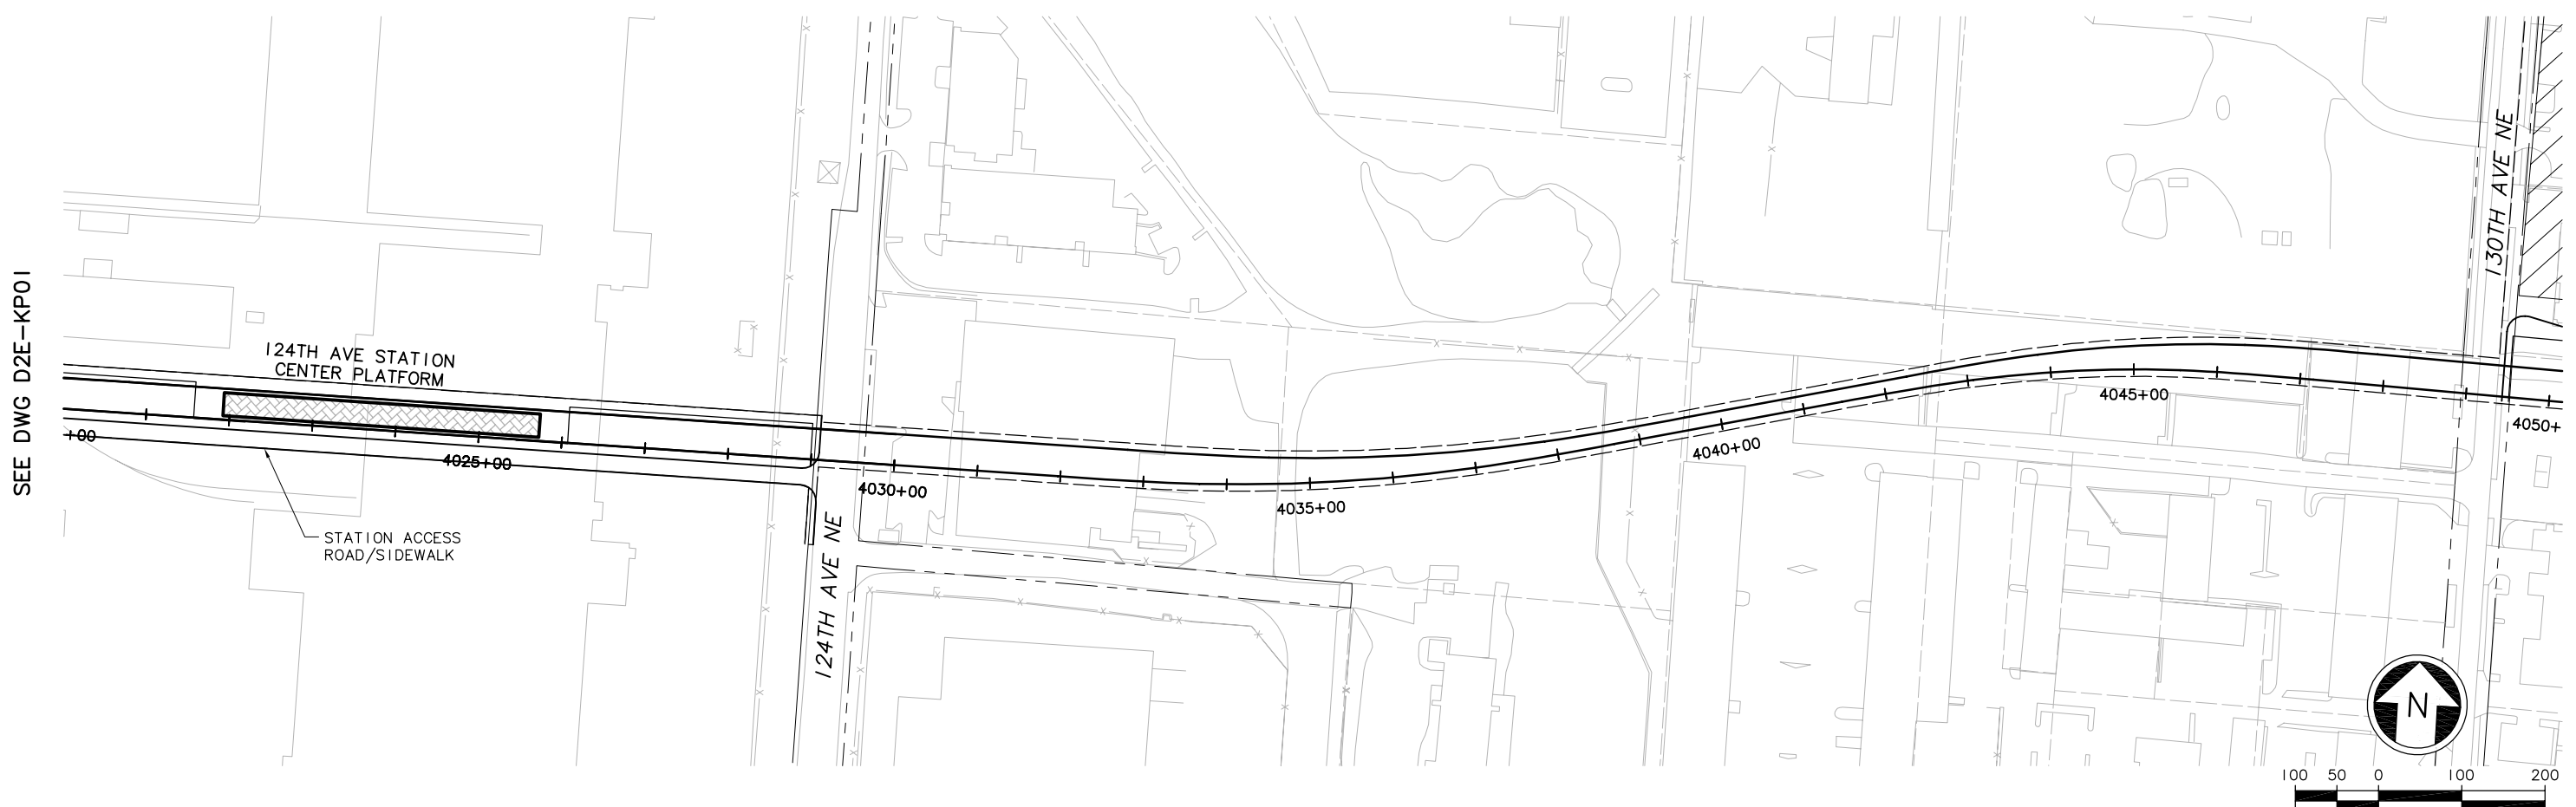 SEE DWG D2E-KP01
124TH AVE STATION
CENTER PLATFORM
+00
4025+00
STATION ACCESS
ROAD/SIDEWALK
124TH AVE NE
4030+00
4035+00
4040+00
4045+00
4050+
130TH AVE NE
N
100 50 0 100 200